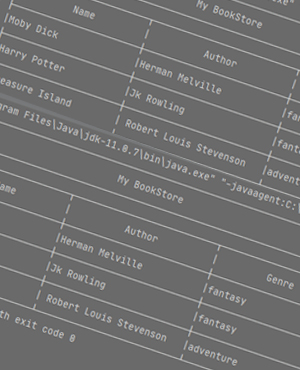 My BookStore
Name | Author
|Moby Dick |Herman Melville
Harry Potter |Jk Rowling
easure Island | Robert Louis Stevenson |advent
ram Files\Java\jdk-11.0.7\bin\java.exe" "-javaagent:C:\
My BookStore
ame | Author | Genre
|Herman Melville |fantasy
|Jk Rowling |fantasy
| Robert Louis Stevenson |adventure
th exit code 0